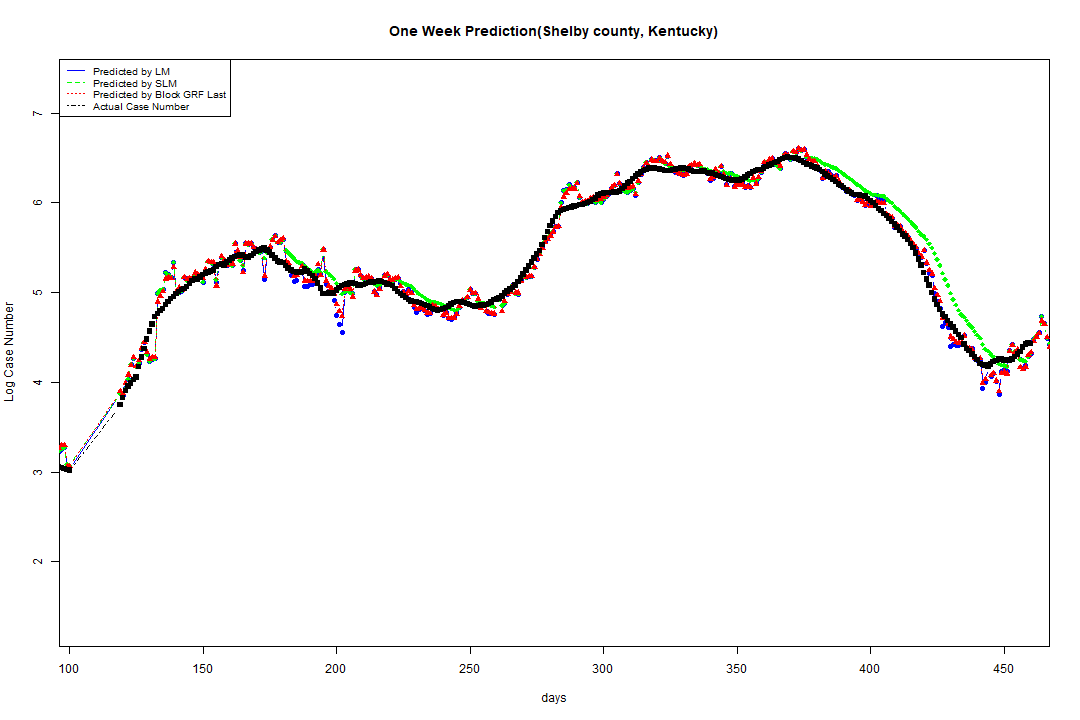 One Week Prediction(Shelby county, Kentucky)
Predicted by LM
Predicted by SLM
Predicted by Block GRF Last
Actual Case Number
7
6
5
4
3
2
Log Case Number
100 150 200 250 300 350 400 450
days